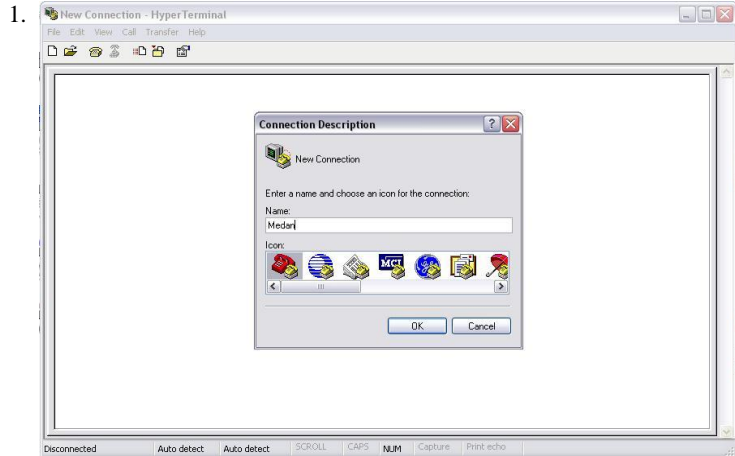 1.
New Connection - HyperTerminal
File Edit View Call Transfer Help
Connection Description
New Connection
Enter a name and choose an icon for the connection:
Name:
Medan
Icon:
MCI
OK Cancel
Disconnected Auto detect Auto detect SCROLL CAPS NUM Capture Print echo